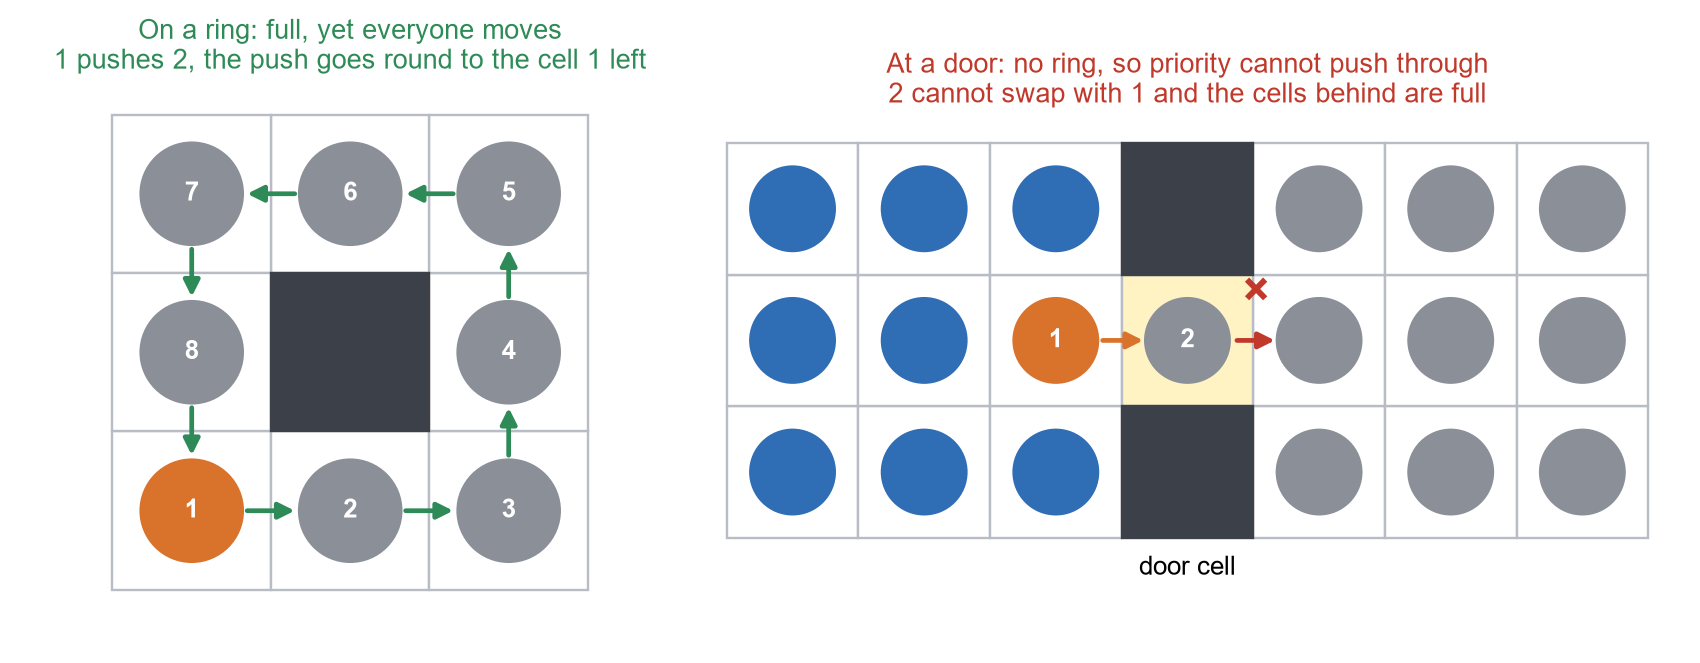 On a ring: full, yet everyone moves
1 pushes 2, the push goes round to the cell 1 left
7 6 5
8 4
1 2 3
At a door: no ring, so priority cannot push through
2 cannot swap with 1 and the cells behind are full
1 2
door cell